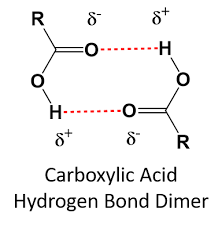 R δ- δ+
O H
O O
H O
δ+ δ- R
Carboxylic Acid
Hydrogen Bond Dimer